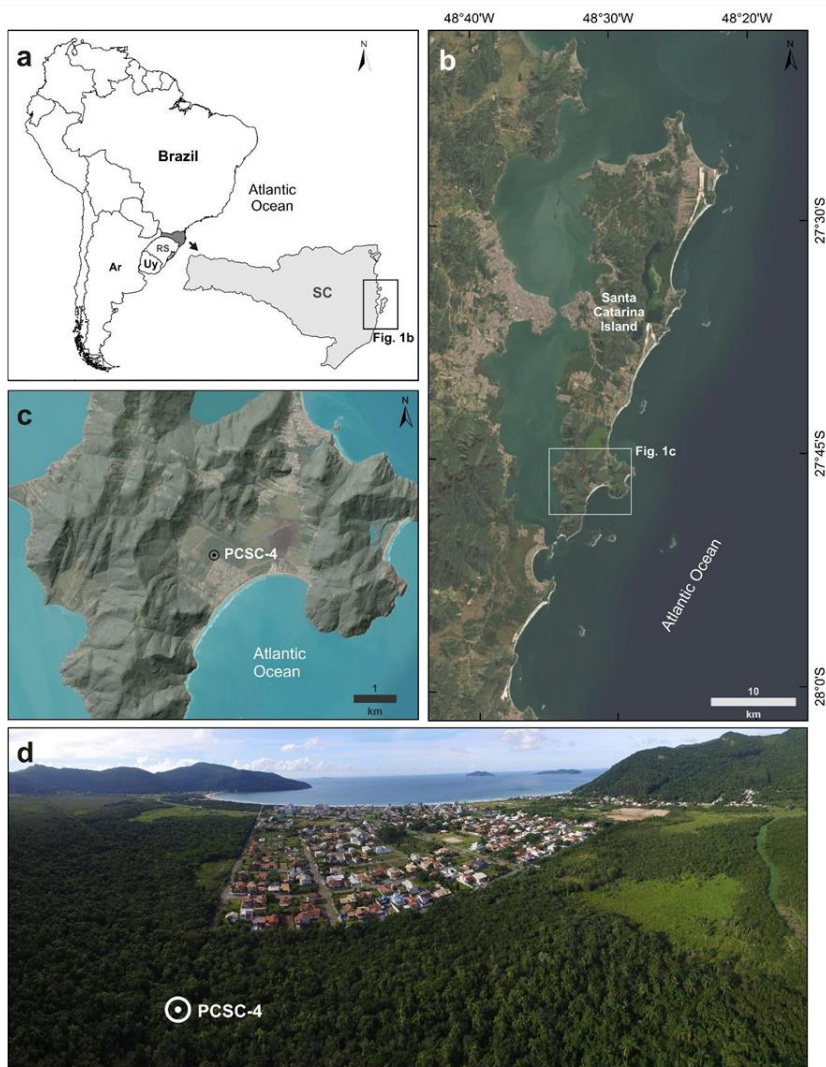 48°40'W
48°30'W
48°20'W
a
N
Brazil
Atlantic
Ocean
RS
Ar
Uy
SC
Fig. 1b
b
N
27°30'S
Santa
Catarina
Island
27°45'S
Fig. 1c
Atlantic Ocean
10
km
28°0'S
c
N
PCSC-4
Atlantic
Ocean
1
km
d
PCSC-4